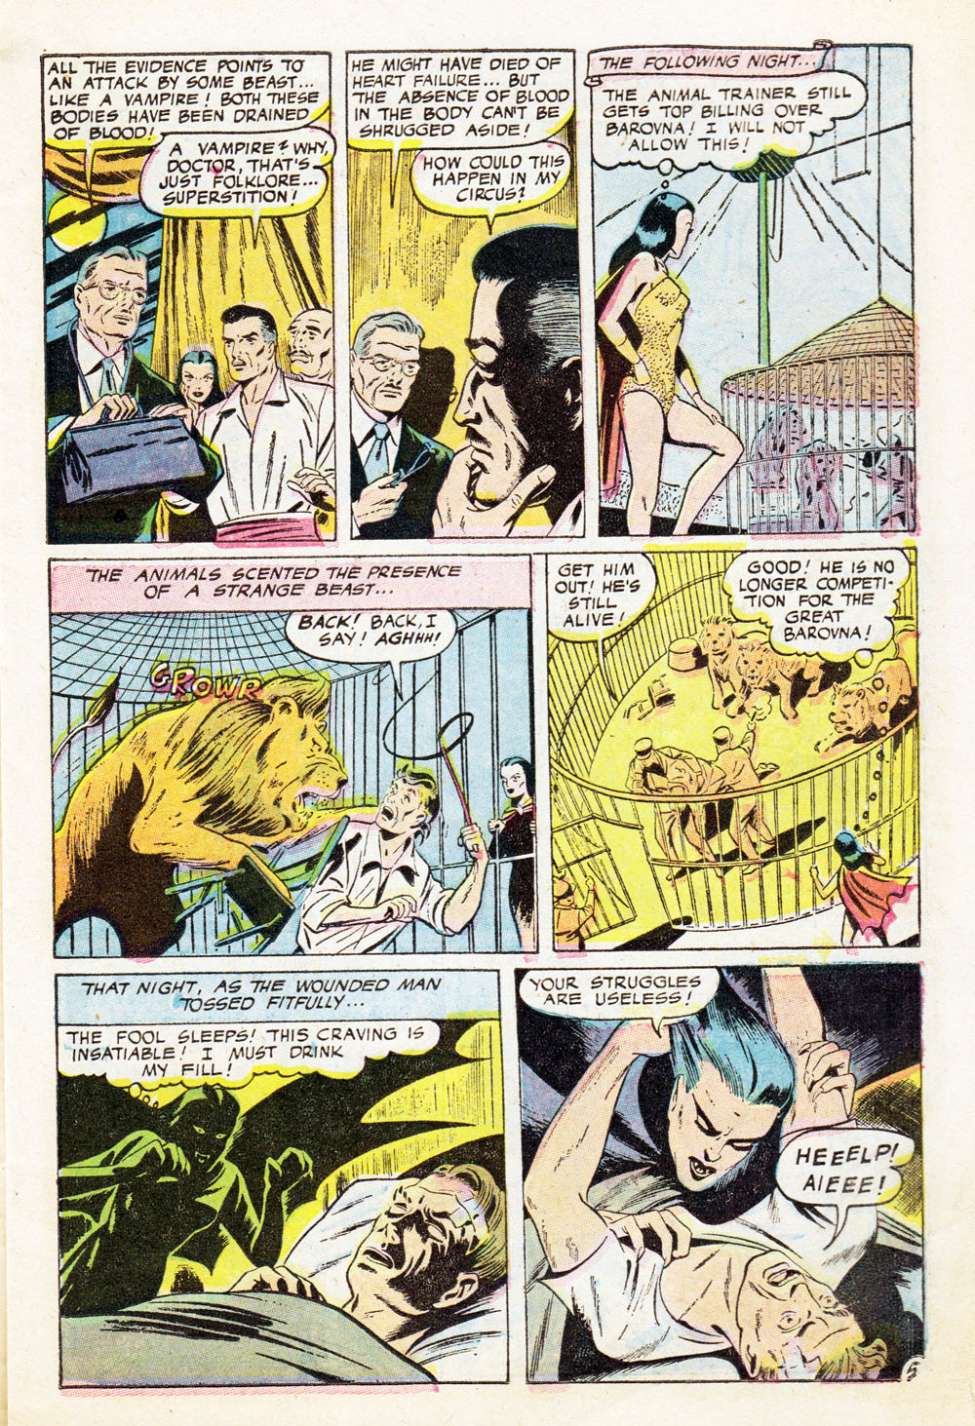 ALL THE EVIDENCE POINTS TO
AN ATTACK BY SOME BEAST...
LIKE A VAMPIRE! BOTH THESE
BODIES HAVE BEEN DRAINED
OF BLOOD!
A VAMPIRE? WHY,
DOCTOR, THAT'S
JUST FOLKLORE...
SUPERSTITION!
HE MIGHT HAVE DIED OF
HEART FAILURE... BUT
THE ABSENCE OF BLOOD
IN THE BODY CAN'T BE
SHRUGGED ASIDE!
HOW COULD THIS
HAPPEN IN MY
CIRCUS?
THE FOLLOWING NIGHT...
THE ANIMAL TRAINER STILL
GETS TOP BILLING OVER
BAROVNA! I WILL NOT
ALLOW THIS!
THE ANIMALS SCENTED THE PRESENCE
OF A STRANGE BEAST...
GROWR
BACK! BACK, I
SAY! AGHHH!
GET HIM
OUT! HE'S
STILL
ALIVE!
GOOD! HE IS NO
LONGER COMPETI-
TION FOR THE
GREAT
BAROVNA!
THAT NIGHT, AS THE WOUNDED MAN
TOSSED FITFULLY...
THE FOOL SLEEPS! THIS CRAVING IS
INSATIABLE! I MUST DRINK
MY FILL!
YOUR STRUGGLES
ARE USELESS!
HEEELP!
AIEEE!
5